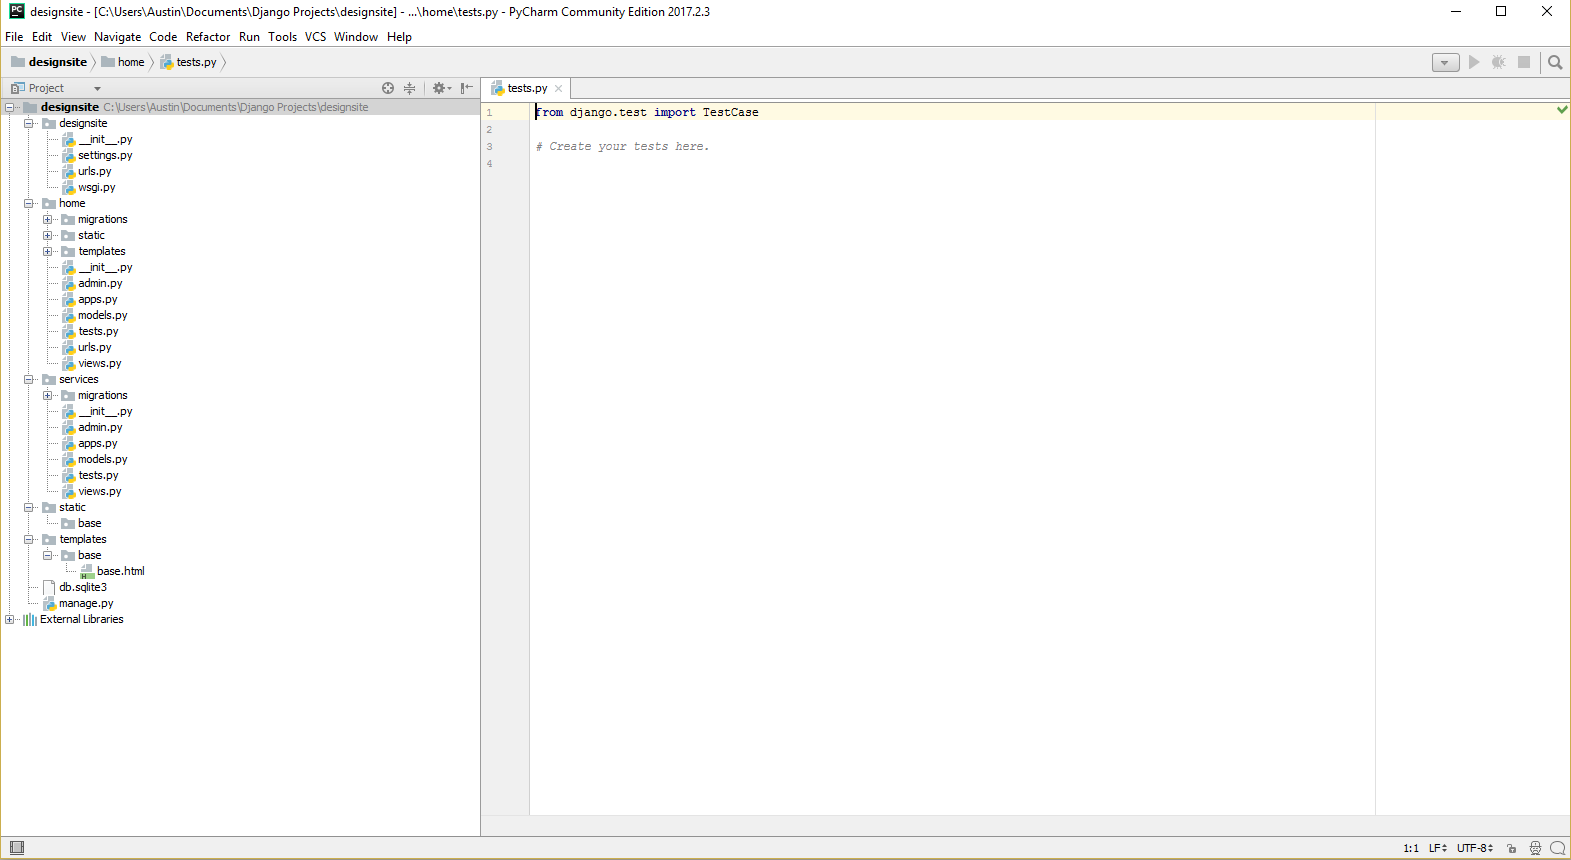 PC designsite - [C:\Users\Austin\Documents\Django Projects\designsite] - ...\home\tests.py - PyCharm Community Edition 2017.2.3
File Edit View Navigate Code Refactor Run Tools VCS Window Help
designsite home tests.py
Project
tests.py
designsite C:\Users\Austin\Documents\Django Projects\designsite
designsite
__init__.py
settings.py
urls.py
wsgi.py
home
migrations
static
templates
__init__.py
admin.py
apps.py
models.py
tests.py
urls.py
views.py
services
migrations
__init__.py
admin.py
apps.py
models.py
tests.py
views.py
static
base
templates
base
H base.html
db.sqlite3
manage.py
External Libraries
1 from django.test import TestCase
2
3 # Create your tests here.
4
1:1 LF UTF-8